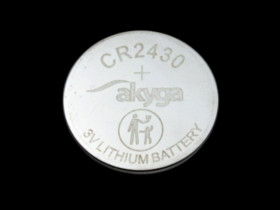 CR2430
+
akyga
3V LITHIUM BATTERY